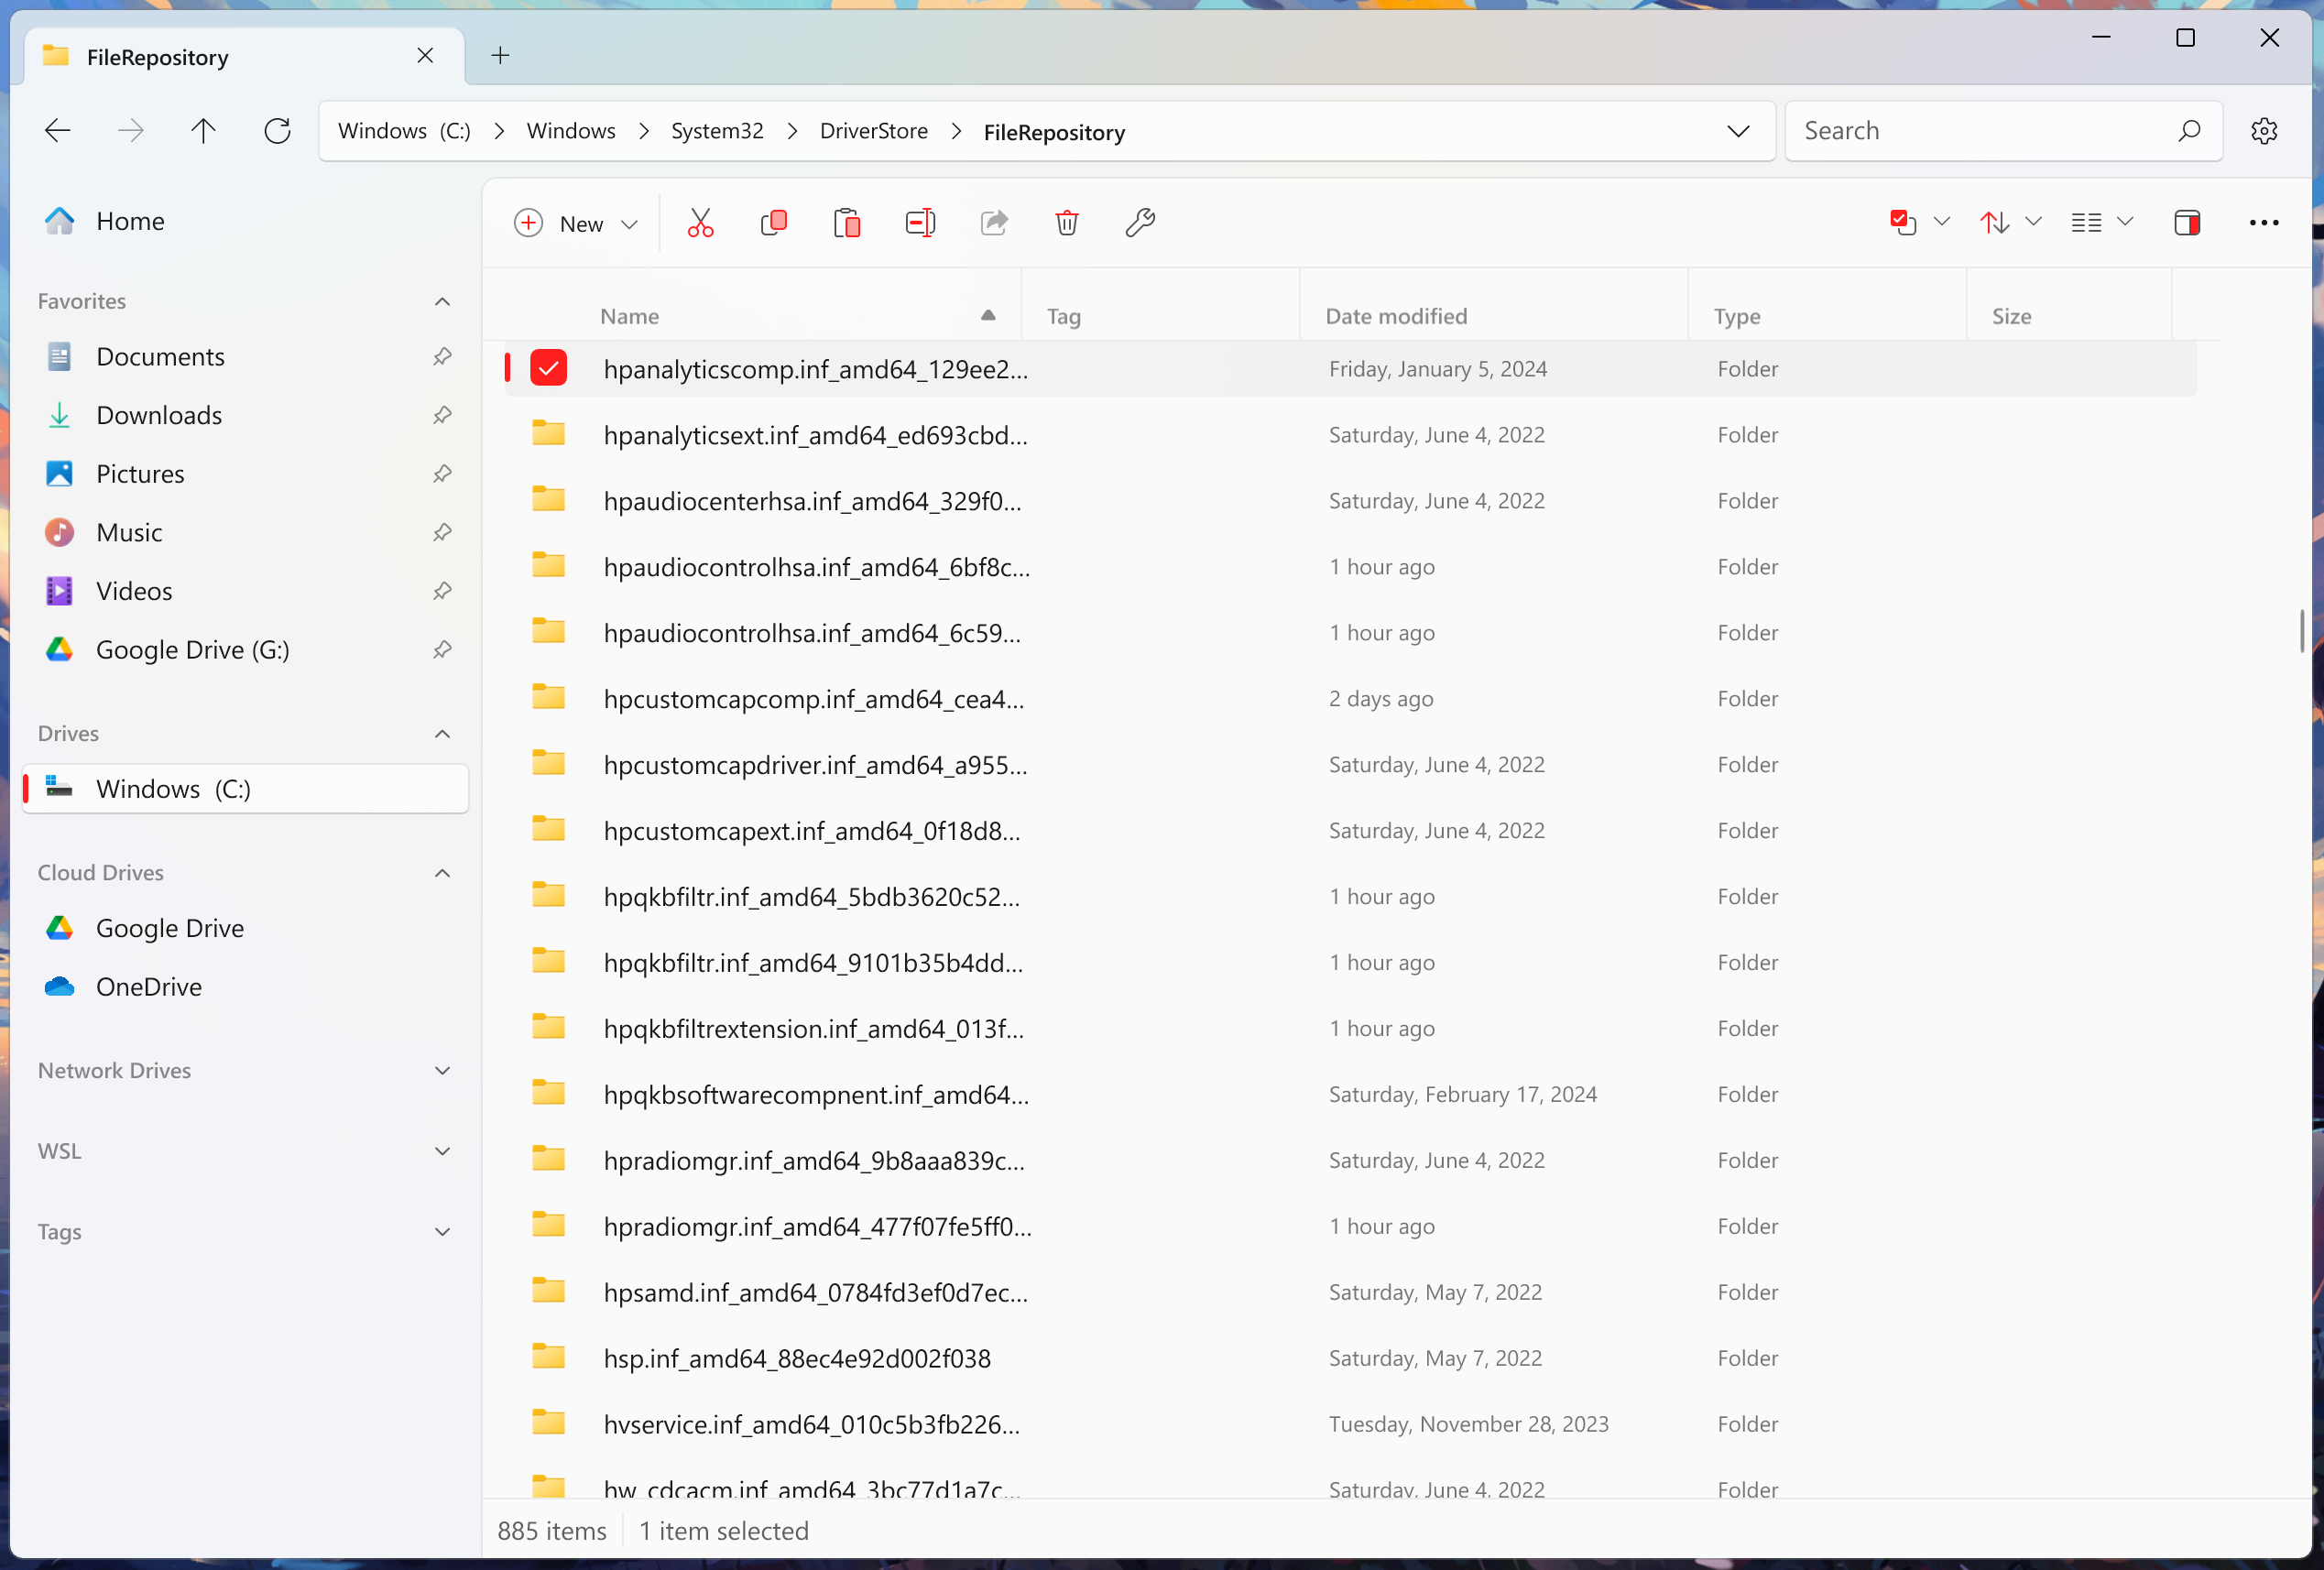 FileRepository
Windows (C:) > Windows > System32 > DriverStore > FileRepository
Search
Home
Favorites
Documents
Downloads
Pictures
Music
Videos
Google Drive (G:)
Drives
Windows (C:)
Cloud Drives
Google Drive
OneDrive
Network Drives
WSL
Tags
New
Name Tag Date modified Type Size
hpanalyticscomp.inf_amd64_129ee2... Friday, January 5, 2024 Folder
hpanalyticsext.inf_amd64_ed693cbd... Saturday, June 4, 2022 Folder
hpaudiocenterhsa.inf_amd64_329f0... Saturday, June 4, 2022 Folder
hpaudiocontrolhsa.inf_amd64_6bf8c... 1 hour ago Folder
hpaudiocontrolhsa.inf_amd64_6c59... 1 hour ago Folder
hpcustomcapcomp.inf_amd64_cea4... 2 days ago Folder
hpcustomcapdriver.inf_amd64_a955... Saturday, June 4, 2022 Folder
hpcustomcapext.inf_amd64_0f18d8... Saturday, June 4, 2022 Folder
hpqkbfiltr.inf_amd64_5bdb3620c52... 1 hour ago Folder
hpqkbfiltr.inf_amd64_9101b35b4dd... 1 hour ago Folder
hpqkbfiltrextension.inf_amd64_013f... 1 hour ago Folder
hpqkbsoftwarecompnent.inf_amd64... Saturday, February 17, 2024 Folder
hpradiomgr.inf_amd64_9b8aaa839c... Saturday, June 4, 2022 Folder
hpradiomgr.inf_amd64_477f07fe5ff0... 1 hour ago Folder
hpsamd.inf_amd64_0784fd3ef0d7ec... Saturday, May 7, 2022 Folder
hsp.inf_amd64_88ec4e92d002f038 Saturday, May 7, 2022 Folder
hvservice.inf_amd64_010c5b3fb226... Tuesday, November 28, 2023 Folder
hw_cdcacm.inf_amd64_3bc77d1a7c... Saturday, June 4, 2022 Folder
885 items 1 item selected